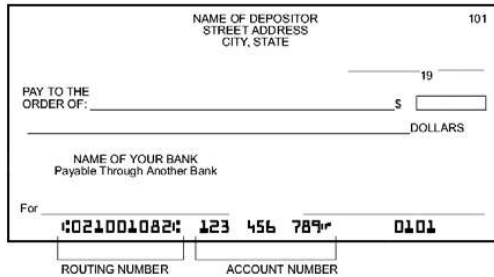 NAME OF DEPOSITOR 101
STREET ADDRESS
CITY, STATE
19
PAY TO THE
ORDER OF: $
DOLLARS
NAME OF YOUR BANK
Payable Through Another Bank
For
⑆021001082⑆ 123 456 789⑈ 0101
ROUTING NUMBER ACCOUNT NUMBER